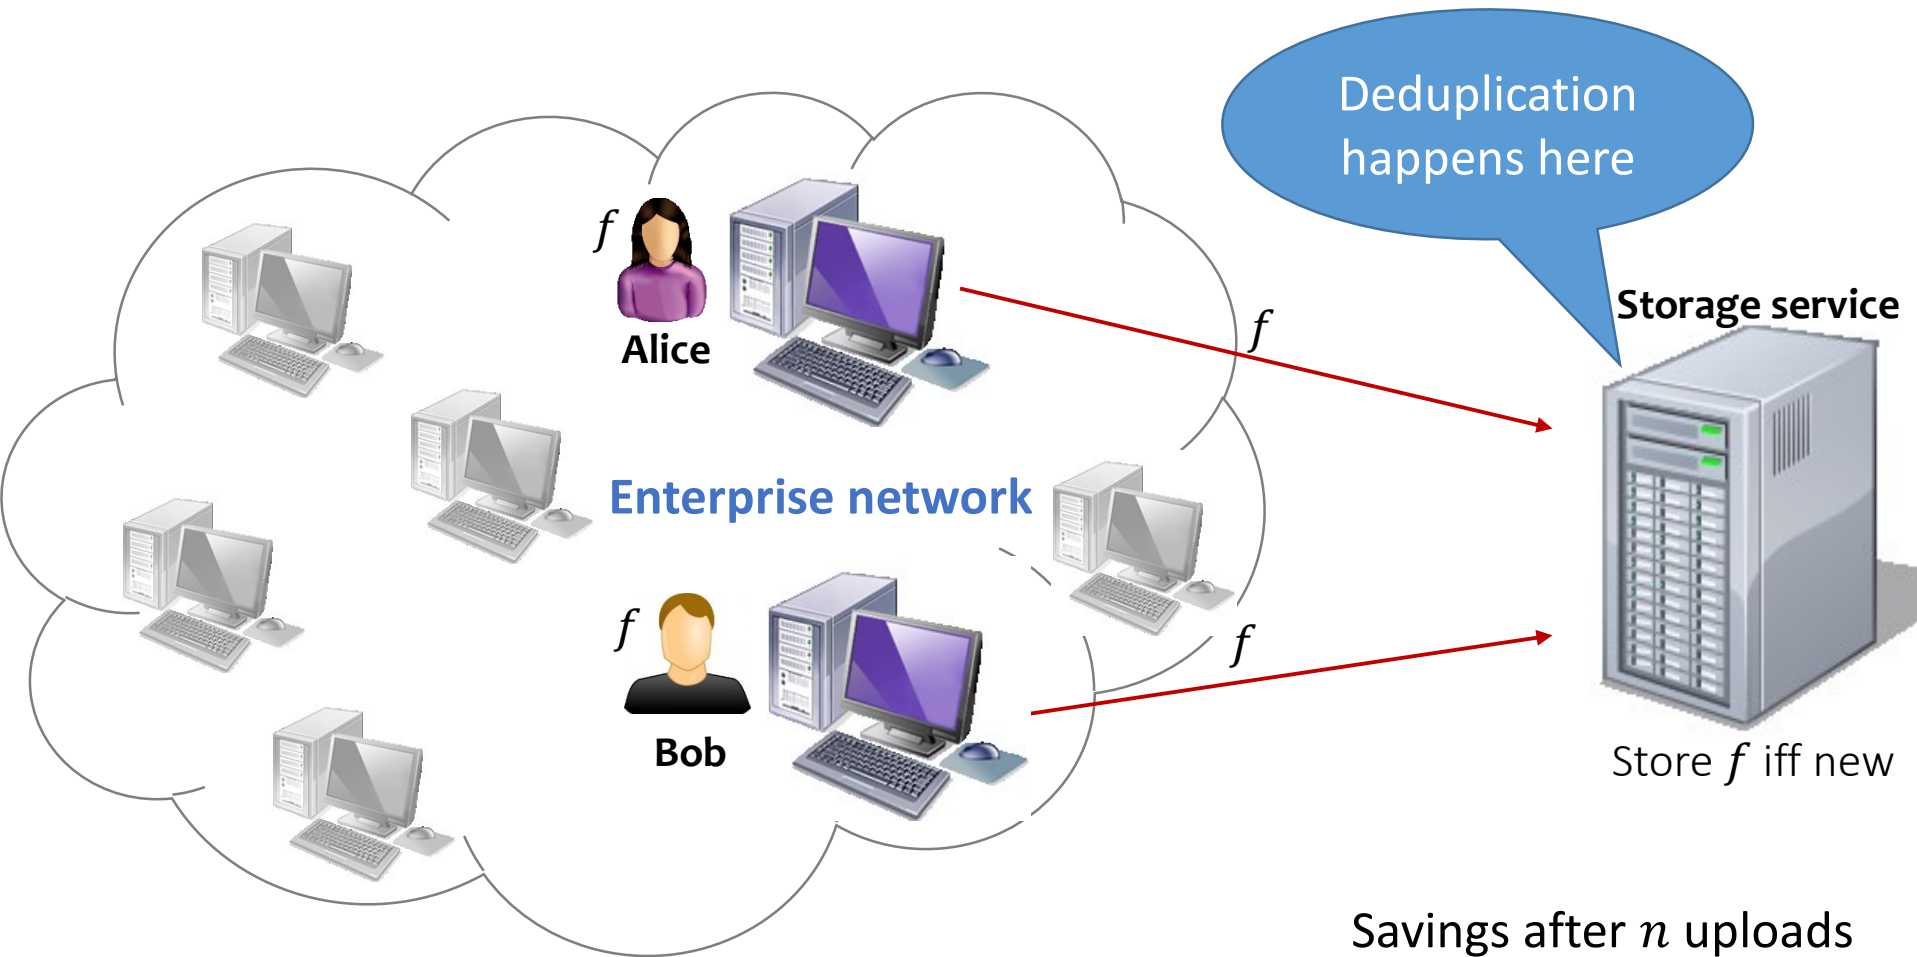 Deduplication
happens here
f
Alice
f
Storage service
Enterprise network
f
Bob
f
Store f iff new
Savings after n uploads